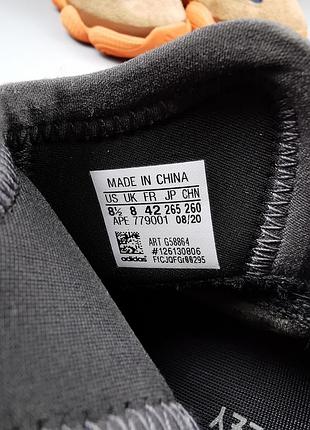 MADE IN CHINA
US UK FR JP CHN
8½ 8 42 265 260
APE 779001 08/20
ART G58864
#126130806
adidas